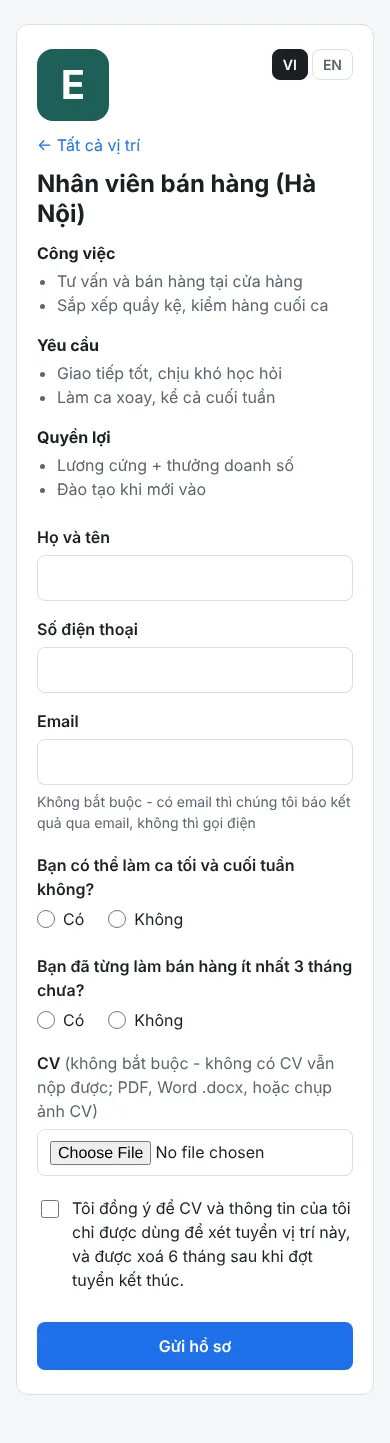 E
VI
EN
← Tất cả vị trí
Nhân viên bán hàng (Hà
Nội)
Công việc
• Tư vấn và bán hàng tại cửa hàng
• Sắp xếp quầy kệ, kiểm hàng cuối ca
Yêu cầu
• Giao tiếp tốt, chịu khó học hỏi
• Làm ca xoay, kể cả cuối tuần
Quyền lợi
• Lương cứng + thưởng doanh số
• Đào tạo khi mới vào
Họ và tên
Số điện thoại
Email
Không bắt buộc - có email thì chúng tôi báo kết
quả qua email, không thì gọi điện
Bạn có thể làm ca tối và cuối tuần
không?
Có
Không
Bạn đã từng làm bán hàng ít nhất 3 tháng
chưa?
Có
Không
CV (không bắt buộc - không có CV vẫn
nộp được; PDF, Word .docx, hoặc chụp
ảnh CV)
Choose File No file chosen
Tôi đồng ý để CV và thông tin của tôi
chỉ được dùng để xét tuyển vị trí này,
và được xoá 6 tháng sau khi đợt
tuyển kết thúc.
Gửi hồ sơ